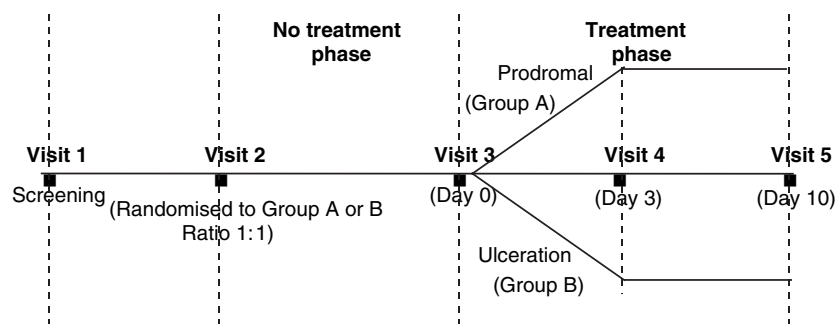 No treatment
phase
Treatment
phase
Prodromal
(Group A)
Visit 1
Visit 2
Visit 3
Visit 4
Visit 5
Screening
(Randomised to Group A or B
Ratio 1:1)
(Day 0)
(Day 3)
(Day 10)
Ulceration
(Group B)